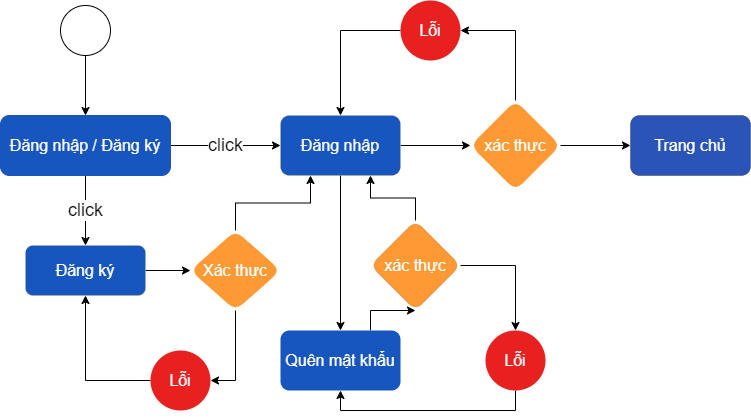 Lỗi
Đăng nhập / Đăng ký
click
Đăng nhập
xác thực
Trang chủ
click
Đăng ký
Xác thực
xác thực
Lỗi
Quên mật khẩu
Lỗi